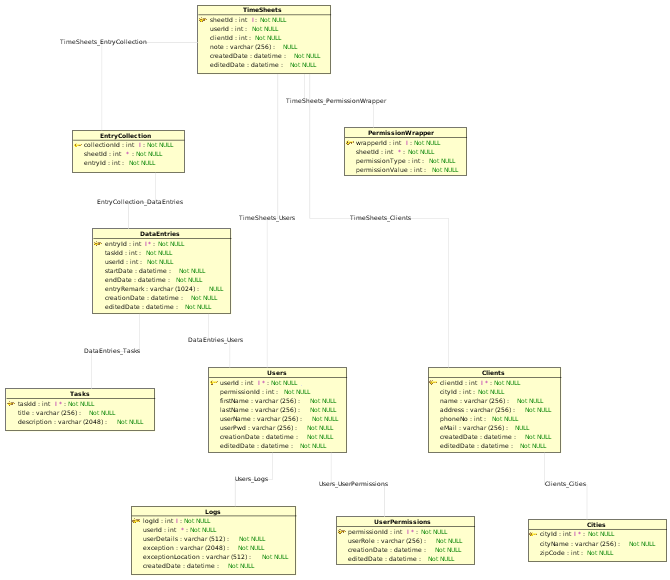 TimeSheets
sheetId : int I : Not NULL
userId : int : Not NULL
clientId : int : Not NULL
note : varchar (256) : NULL
createdDate : datetime : Not NULL
editedDate : datetime : Not NULL
TimeSheets_EntryCollection
TimeSheets_PermissionWrapper
EntryCollection
collectionId : int I : Not NULL
sheetId : int * : Not NULL
entryId : int : Not NULL
PermissionWrapper
wrapperId : int I : Not NULL
sheetId : int * : Not NULL
permissionType : int : Not NULL
permissionValue : int : Not NULL
EntryCollection_DataEntries
TimeSheets_Users
TimeSheets_Clients
DataEntries
entryId : int I * : Not NULL
taskId : int : Not NULL
userId : int : Not NULL
startDate : datetime : Not NULL
endDate : datetime : Not NULL
entryRemark : varchar (1024) : NULL
creationDate : datetime : Not NULL
editedDate : datetime : Not NULL
DataEntries_Users
DataEntries_Tasks
Tasks
taskId : int I * : Not NULL
title : varchar (256) : Not NULL
description : varchar (2048) : Not NULL
Users
userId : int I * : Not NULL
permissionId : int : Not NULL
firstName : varchar (256) : Not NULL
lastName : varchar (256) : Not NULL
userName : varchar (256) : Not NULL
userPwd : varchar (256) : Not NULL
creationDate : datetime : Not NULL
editedDate : datetime : Not NULL
Clients
clientId : int I * : Not NULL
cityId : int : Not NULL
name : varchar (256) : Not NULL
address : varchar (256) : Not NULL
phoneNo : int : Not NULL
eMail : varchar (256) : NULL
createdDate : datetime : Not NULL
editedDate : datetime : Not NULL
Users_Logs
Users_UserPermissions
Clients_Cities
Logs
logId : int I : Not NULL
userId : int * : Not NULL
userDetails : varchar (512) : Not NULL
exception : varchar (2048) : Not NULL
exceptionLocation : varchar (512) : Not NULL
createdDate : datetime : Not NULL
UserPermissions
permissionId : int I * : Not NULL
userRole : varchar (256) : Not NULL
creationDate : datetime : Not NULL
editedDate : datetime : Not NULL
Cities
cityId : int I * : Not NULL
cityName : varchar (256) : Not NULL
zipCode : int : Not NULL